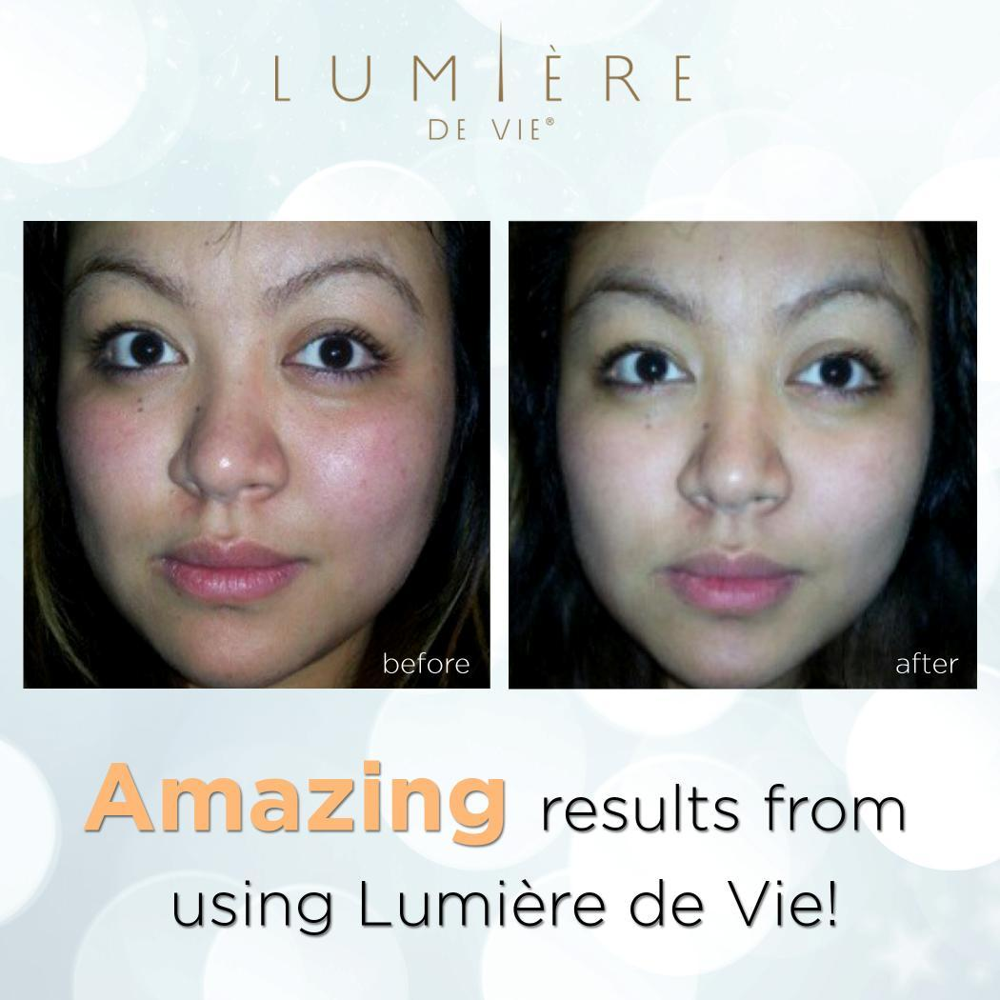 LUMIÈRE
DE VIE®
before
after
Amazing results from
using Lumière de Vie!